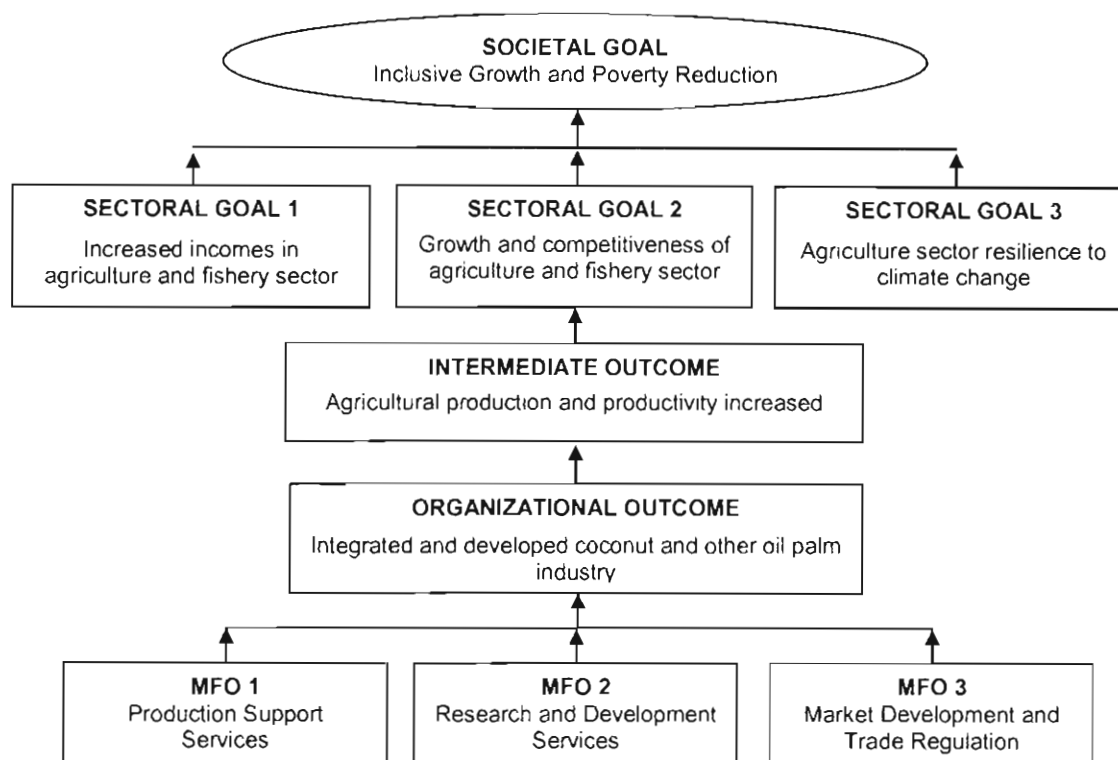 SOCIETAL GOAL
Inclusive Growth and Poverty Reduction
SECTORAL GOAL 1
Increased incomes in
agriculture and fishery sector
SECTORAL GOAL 2
Growth and competitiveness of
agriculture and fishery sector
SECTORAL GOAL 3
Agriculture sector resilience to
climate change
INTERMEDIATE OUTCOME
Agricultural production and productivity increased
ORGANIZATIONAL OUTCOME
Integrated and developed coconut and other oil palm
industry
MFO 1
Production Support
Services
MFO 2
Research and Development
Services
MFO 3
Market Development and
Trade Regulation